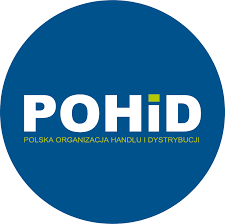 POHiD
POLSKA ORGANIZACJA HANDLU I DYSTRYBUCJI